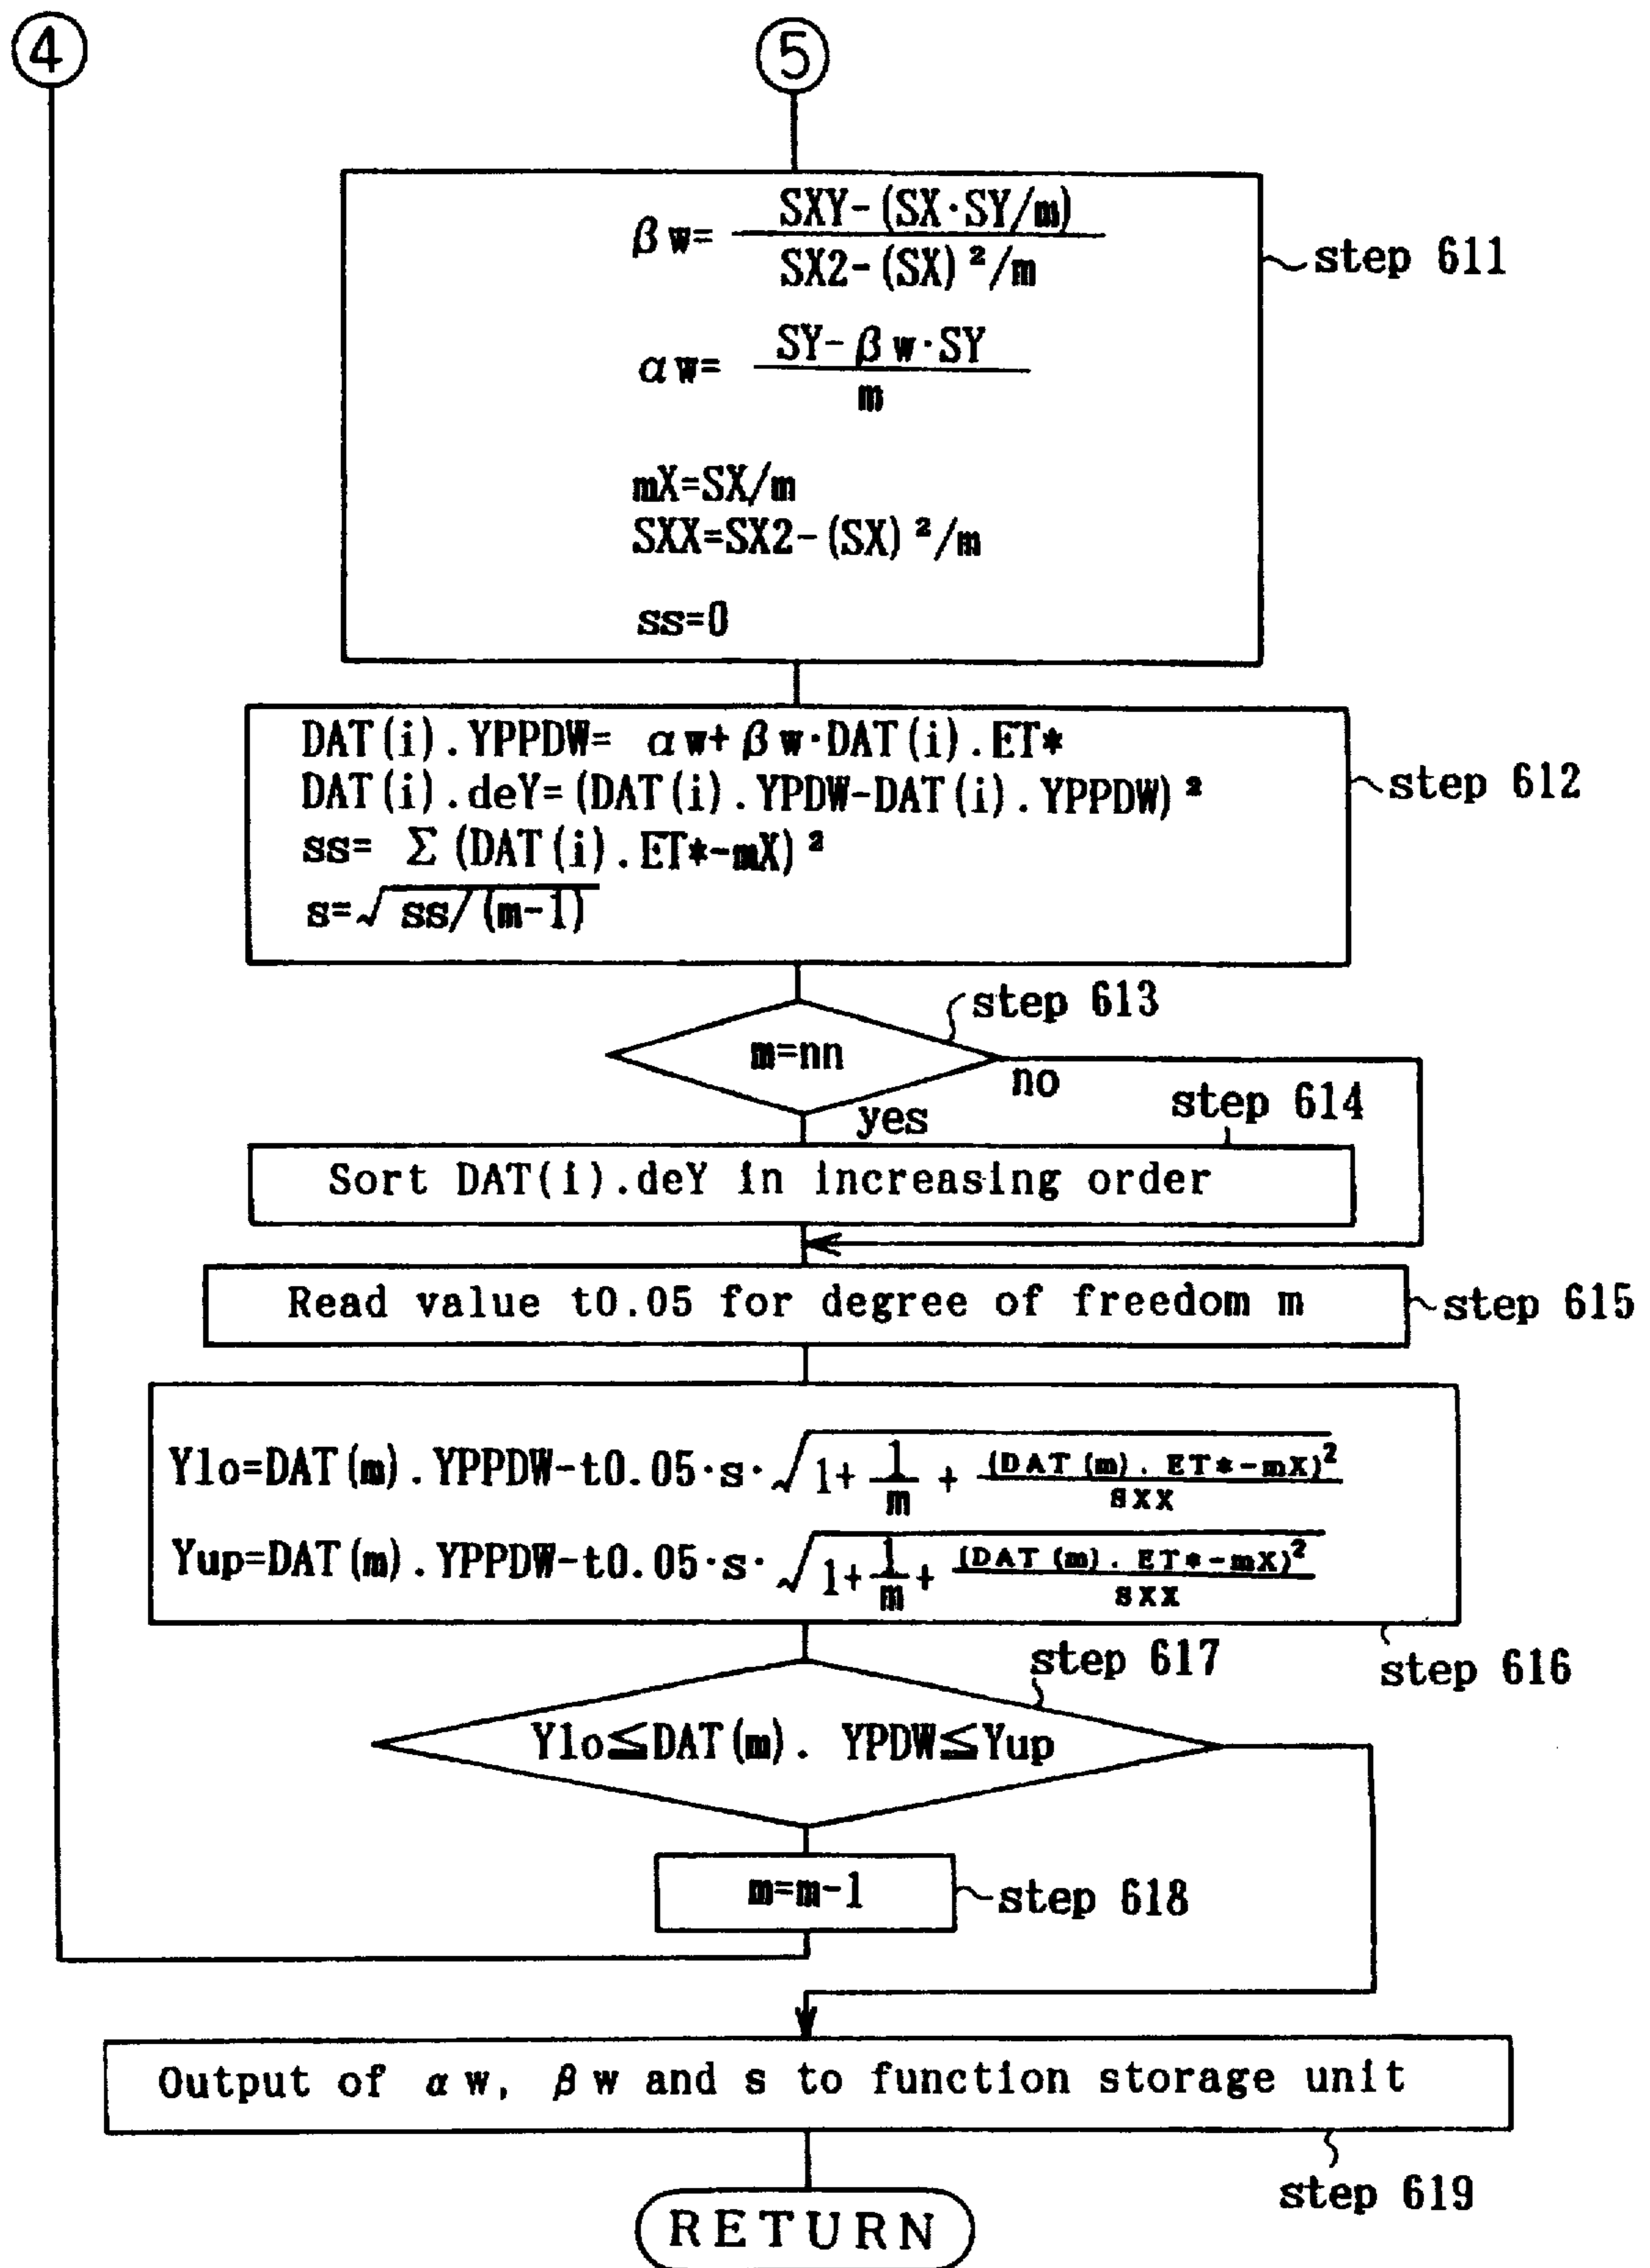 ④
⑤
βw= SXY-(SX·SY/m) / SX2-(SX)²/m
step 611
αw= SY-βw·SY / m
mX=SX/m
SXX=SX2-(SX)²/m
ss=0
DAT(i).YPPDW= αw+βw·DAT(i).ET*
DAT(i).deY=(DAT(i).YPDW-DAT(i).YPPDW)²
step 612
ss= Σ(DAT(i).ET*-mX)²
s=√ss/(m-1)
step 613
m=nn
no
yes
step 614
Sort DAT(i).deY in increasing order
Read value t0.05 for degree of freedom m
step 615
Ylo=DAT(m).YPPDW-t0.05·s·√1+1/m+(DAT(m).ET*-mX)²/sxx
Yup=DAT(m).YPPDW-t0.05·s·√1+1/m+(DAT(m).ET*-mX)²/sxx
step 616
step 617
Ylo≦DAT(m). YPDW≦Yup
m=m-1
step 618
Output of αw, βw and s to function storage unit
step 619
RETURN